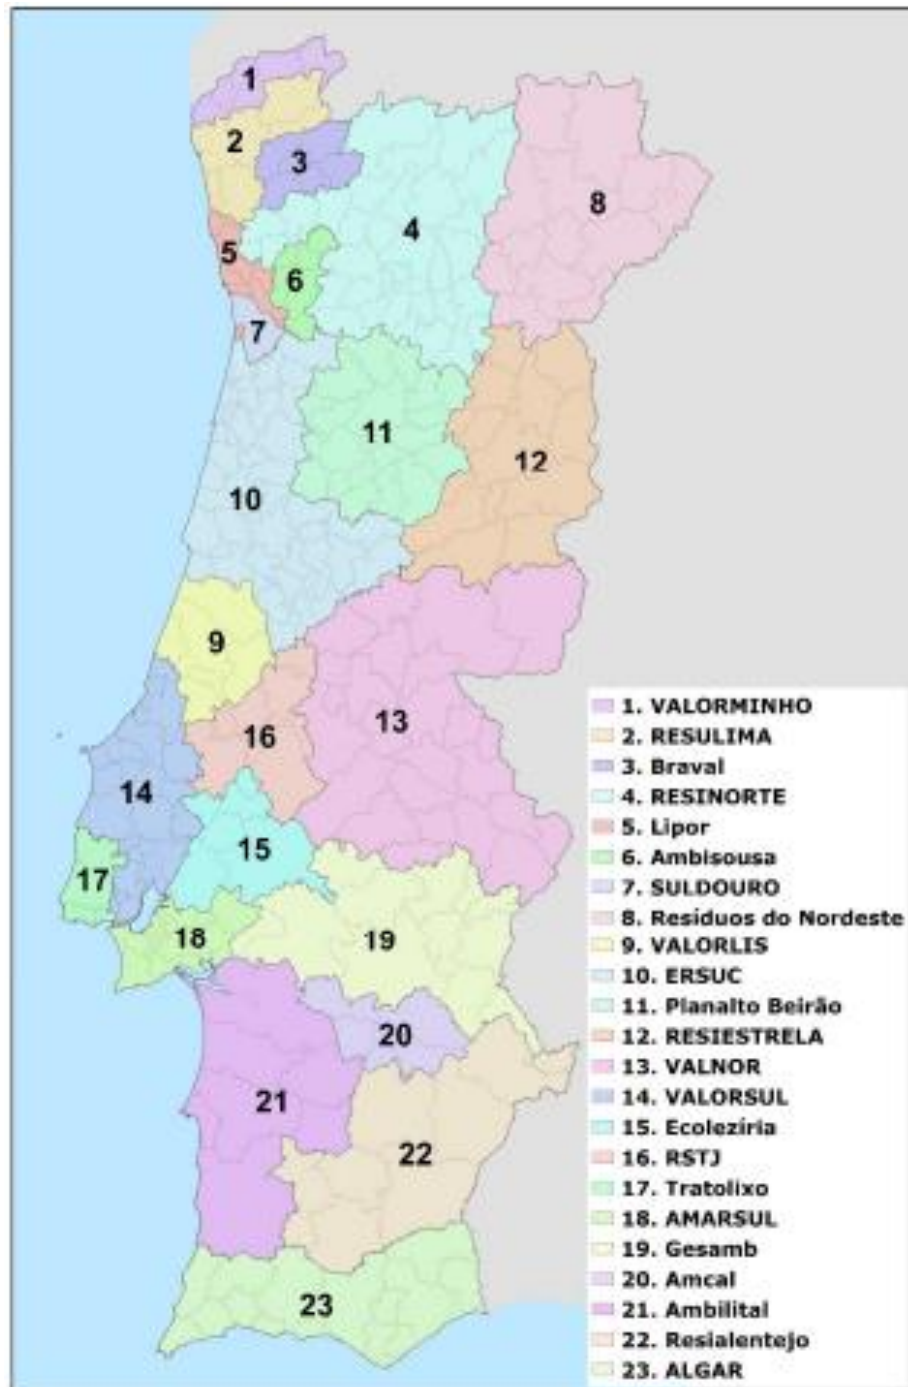 1
2
3
4
8
5
6
7
11
12
10
9
13
16
14
15
17
18
19
20
21
22
23
1. VALORMINHO
2. RESULIMA
3. Braval
4. RESINORTE
5. Lipor
6. Ambisousa
7. SULDOURO
8. Resíduos do Nordeste
9. VALORLIS
10. ERSUC
11. Planalto Beirão
12. RESIESTRELA
13. VALNOR
14. VALORSUL
15. Ecolezíria
16. RSTJ
17. Tratolixo
18. AMARSUL
19. Gesamb
20. Amcal
21. Ambilital
22. Resialentejo
23. ALGAR